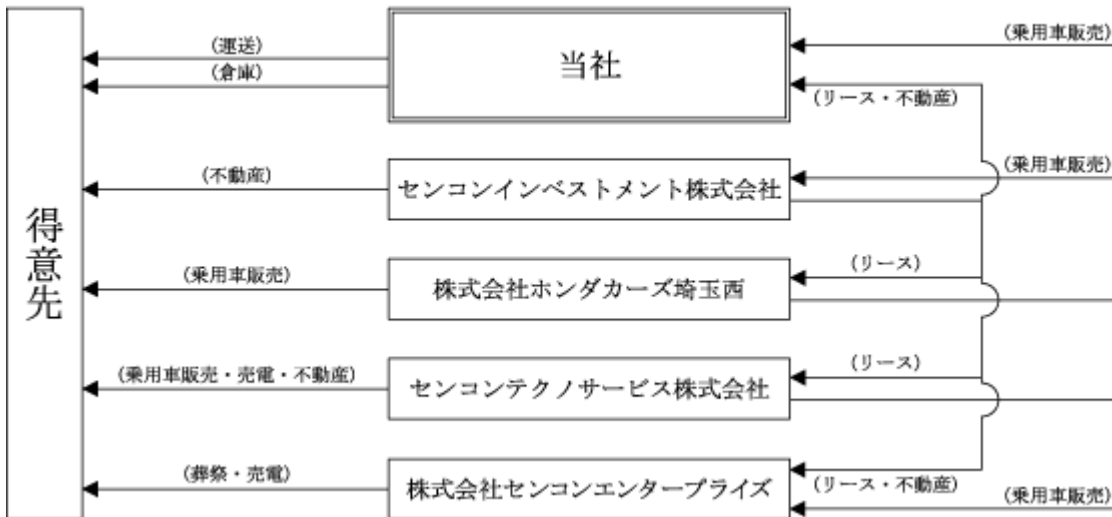 (乗用車販売)
(運送)
当社
(倉庫)
(リース・不動産)
(不動産)
センコンインベストメント株式会社
(乗用車販売)
得意先
(乗用車販売)
株式会社ホンダカーズ埼玉西
(リース)
(乗用車販売・売電・不動産)
センコンテクノサービス株式会社
(リース)
(葬祭・売電)
株式会社センコンエンタープライズ
(リース・不動産)
(乗用車販売)